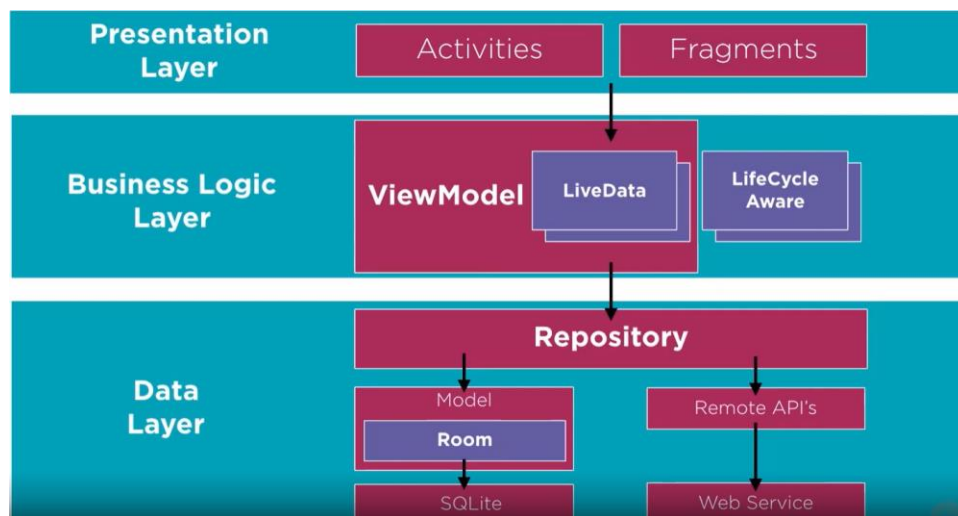 Presentation
Layer
Activities
Fragments
Business Logic
Layer
ViewModel
LiveData
LifeCycle
Aware
Data
Layer
Repository
Model
Room
SQLite
Remote API's
Web Service